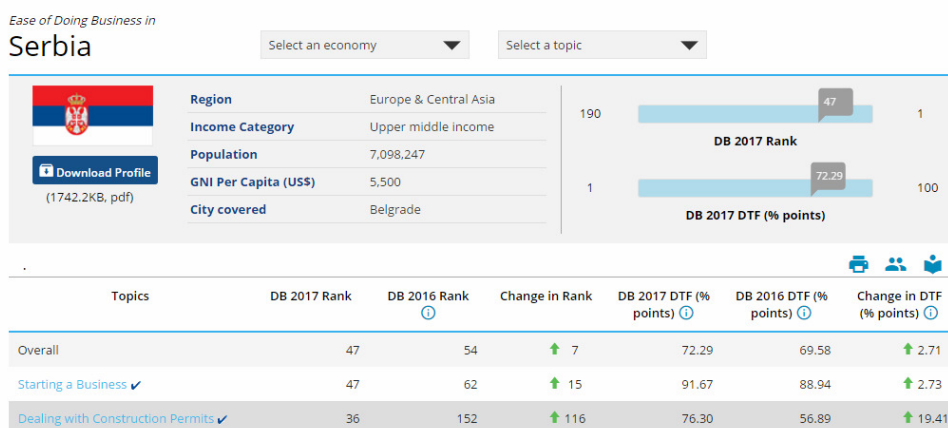 Ease of Doing Business in
Serbia
Select an economy
Select a topic
Region Europe & Central Asia
Income Category Upper middle income
Population 7,098,247
GNI Per Capita (US$) 5,500
City covered Belgrade
Download Profile
(1742.2KB, pdf)
190 47 1
DB 2017 Rank
1 72.29 100
DB 2017 DTF (% points)
.
Topics DB 2017 Rank DB 2016 Rank Change in Rank DB 2017 DTF (% points) DB 2016 DTF (% points) Change in DTF (% points)
Overall 47 54 7 72.29 69.58 2.71
Starting a Business ✔ 47 62 15 91.67 88.94 2.73
Dealing with Construction Permits ✔ 36 152 116 76.30 56.89 19.41